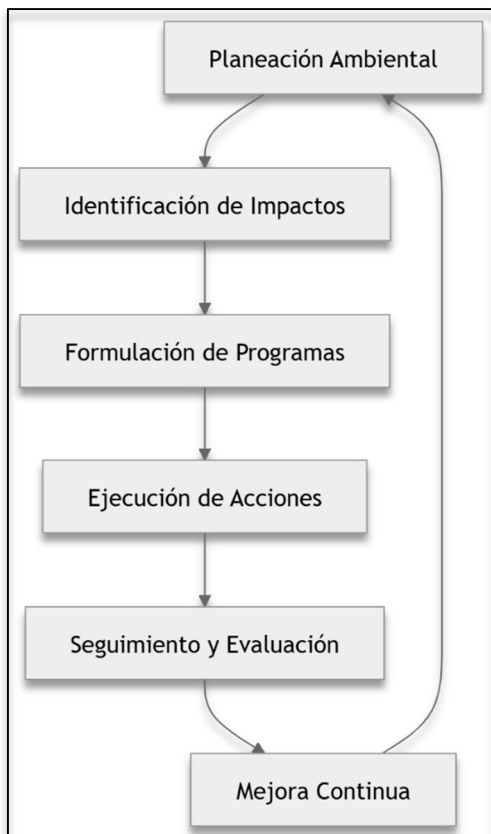 Planeación Ambiental
Identificación de Impactos
Formulación de Programas
Ejecución de Acciones
Seguimiento y Evaluación
Mejora Continua